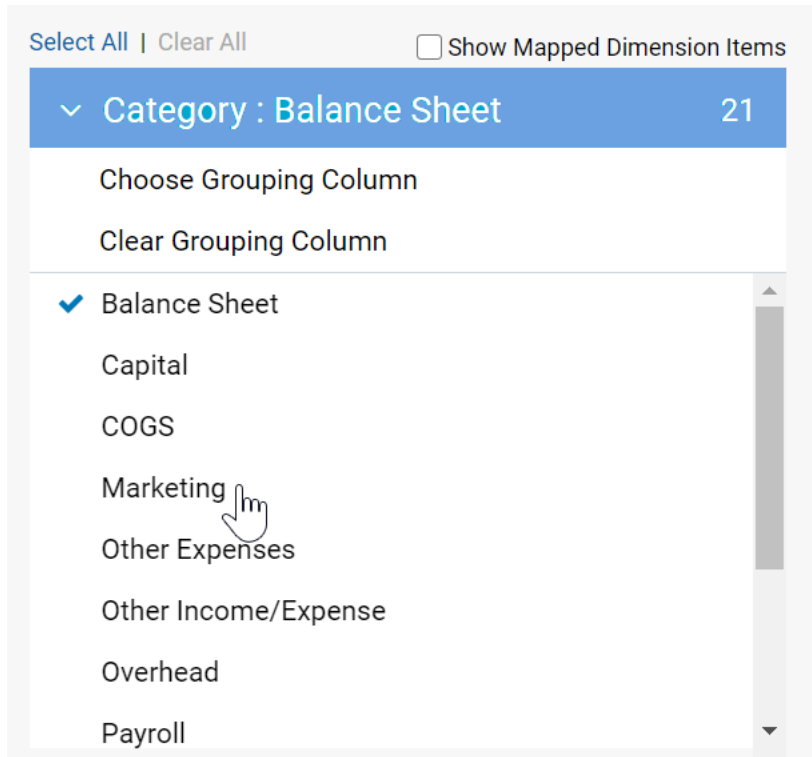 Select All | Clear All
Show Mapped Dimension Items
Category : Balance Sheet 21
Choose Grouping Column
Clear Grouping Column
Balance Sheet
Capital
COGS
Marketing
Other Expenses
Other Income/Expense
Overhead
Payroll